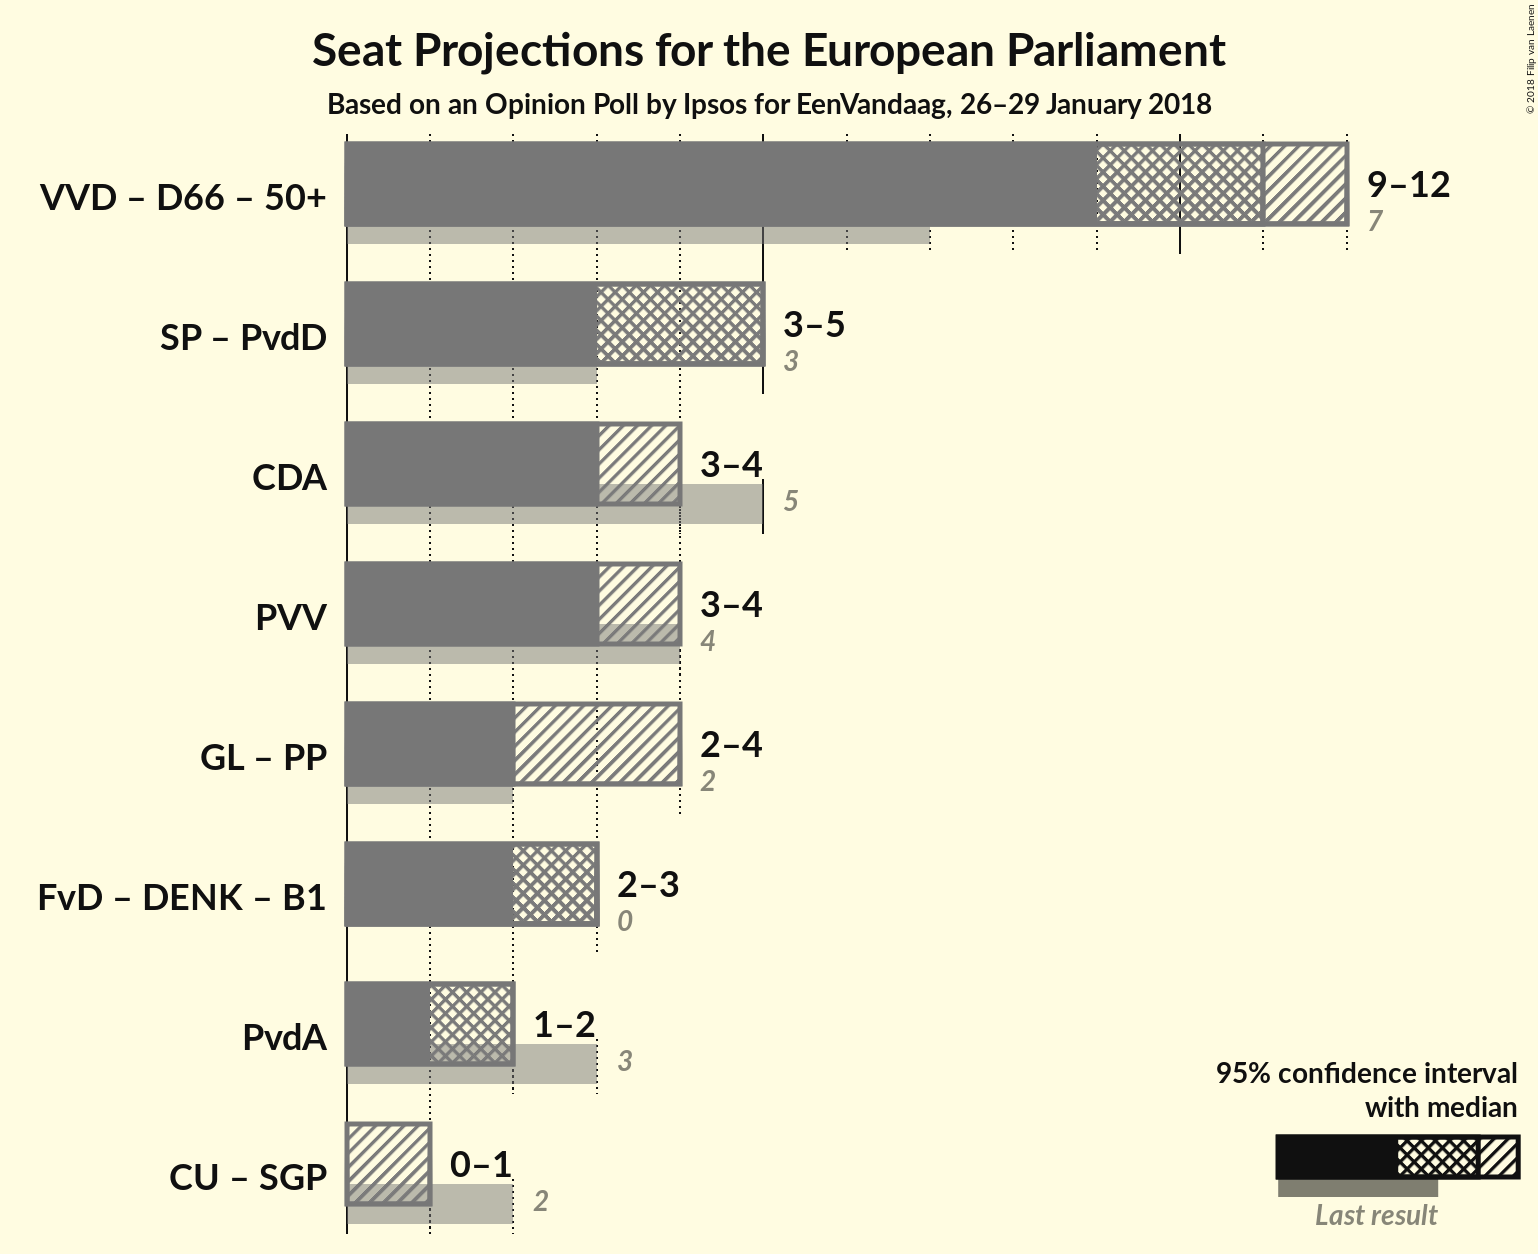 Seat Projections for the European Parliament
Based on an Opinion Poll by Ipsos for EenVandaag, 26–29 January 2018
© 2018 Filip van Laenen
VVD – D66 – 50+
9–12
7
SP – PvdD
3–5
3
CDA
3–4
5
PVV
3–4
4
GL – PP
2–4
2
FvD – DENK – B1
2–3
0
PvdA
1–2
3
CU – SGP
0–1
2
95% confidence interval
with median
Last result